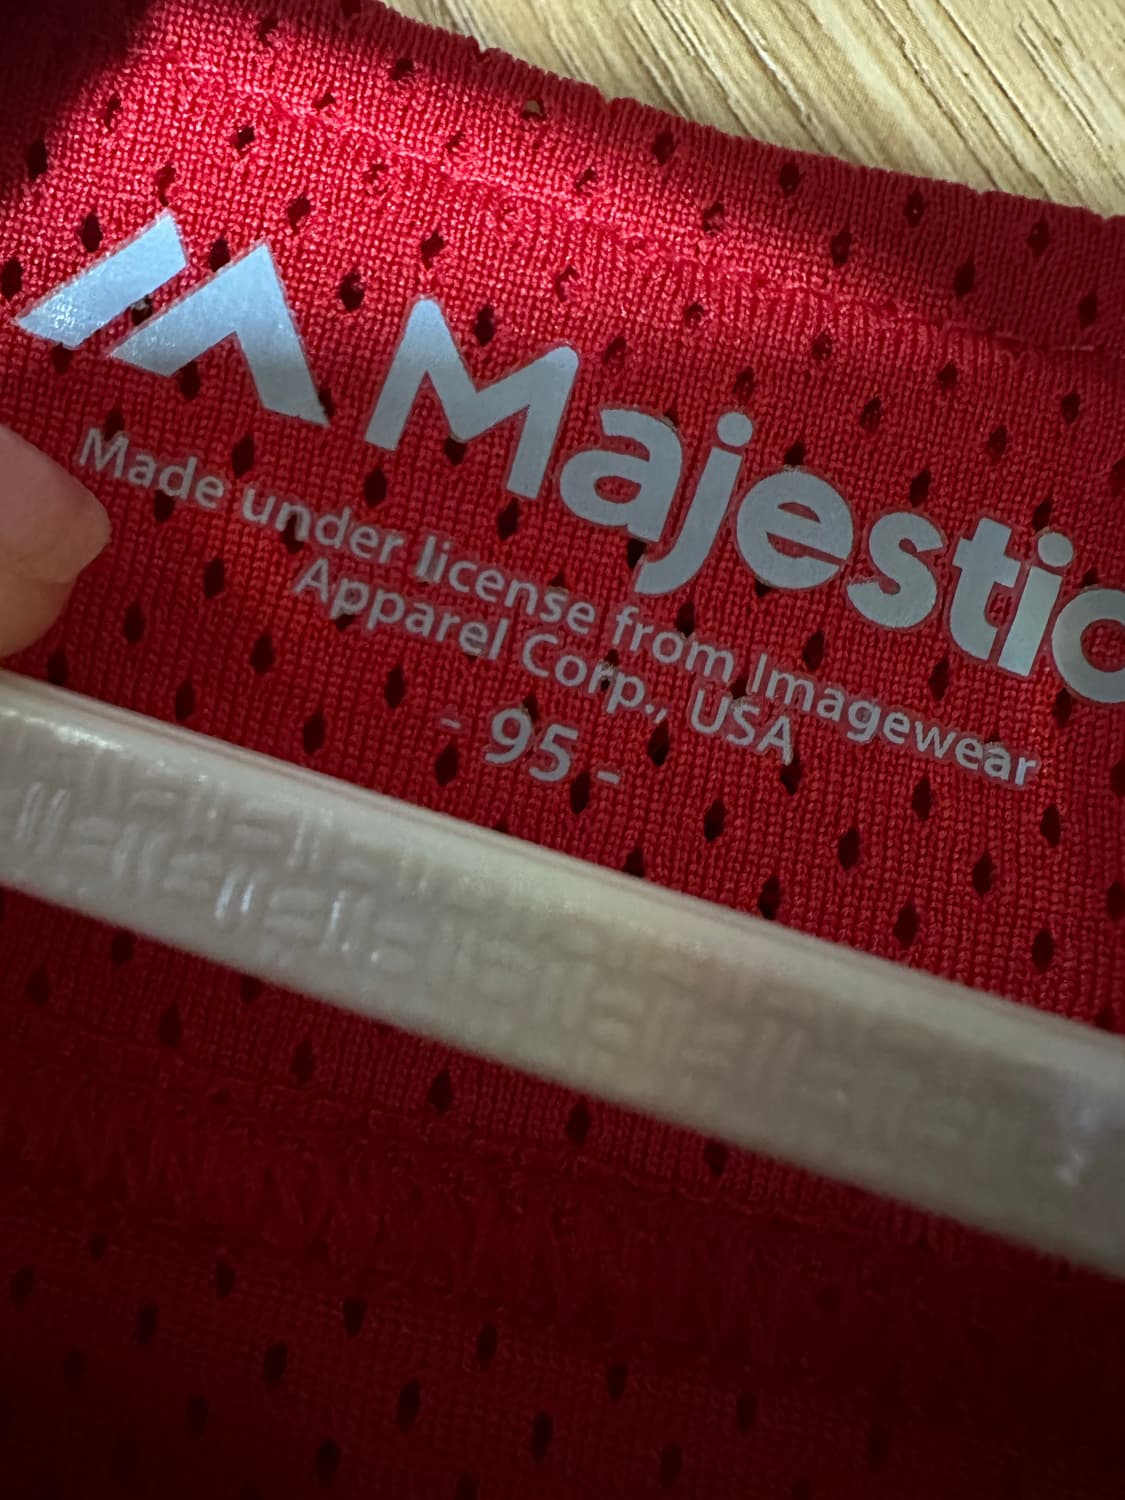 Majestic
Made under license from Imagewear
Apparel Corp., USA
- 95 -